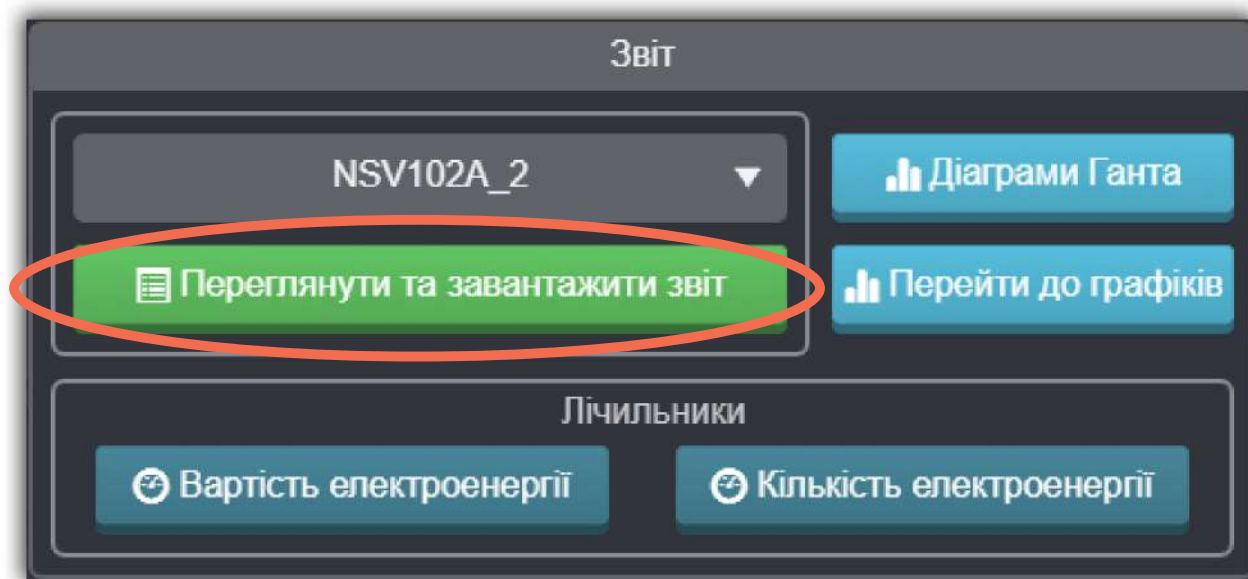 Звіт
NSV102A_2
Діаграми Ганта
Переглянути та завантажити звіт
Перейти до графіків
Лічильники
Вартість електроенергії
Кількість електроенергії